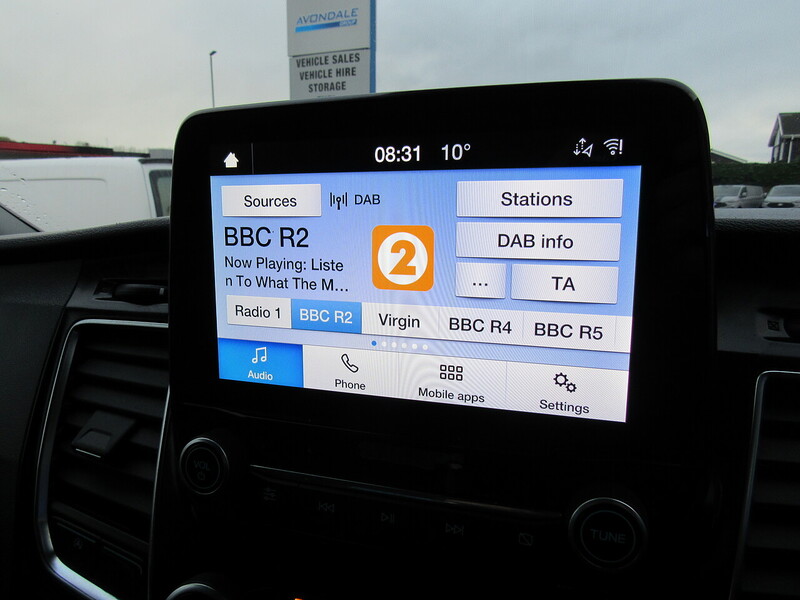 AVONDALE
GROUP
VEHICLE SALES
VEHICLE HIRE
STORAGE
08:31 10°
Sources DAB Stations
BBC R2
2
DAB info
Now Playing: Liste
n To What The M...
... TA
Radio 1 BBC R2 Virgin BBC R4 BBC R5
Audio Phone Mobile apps Settings
VOL
TUNE